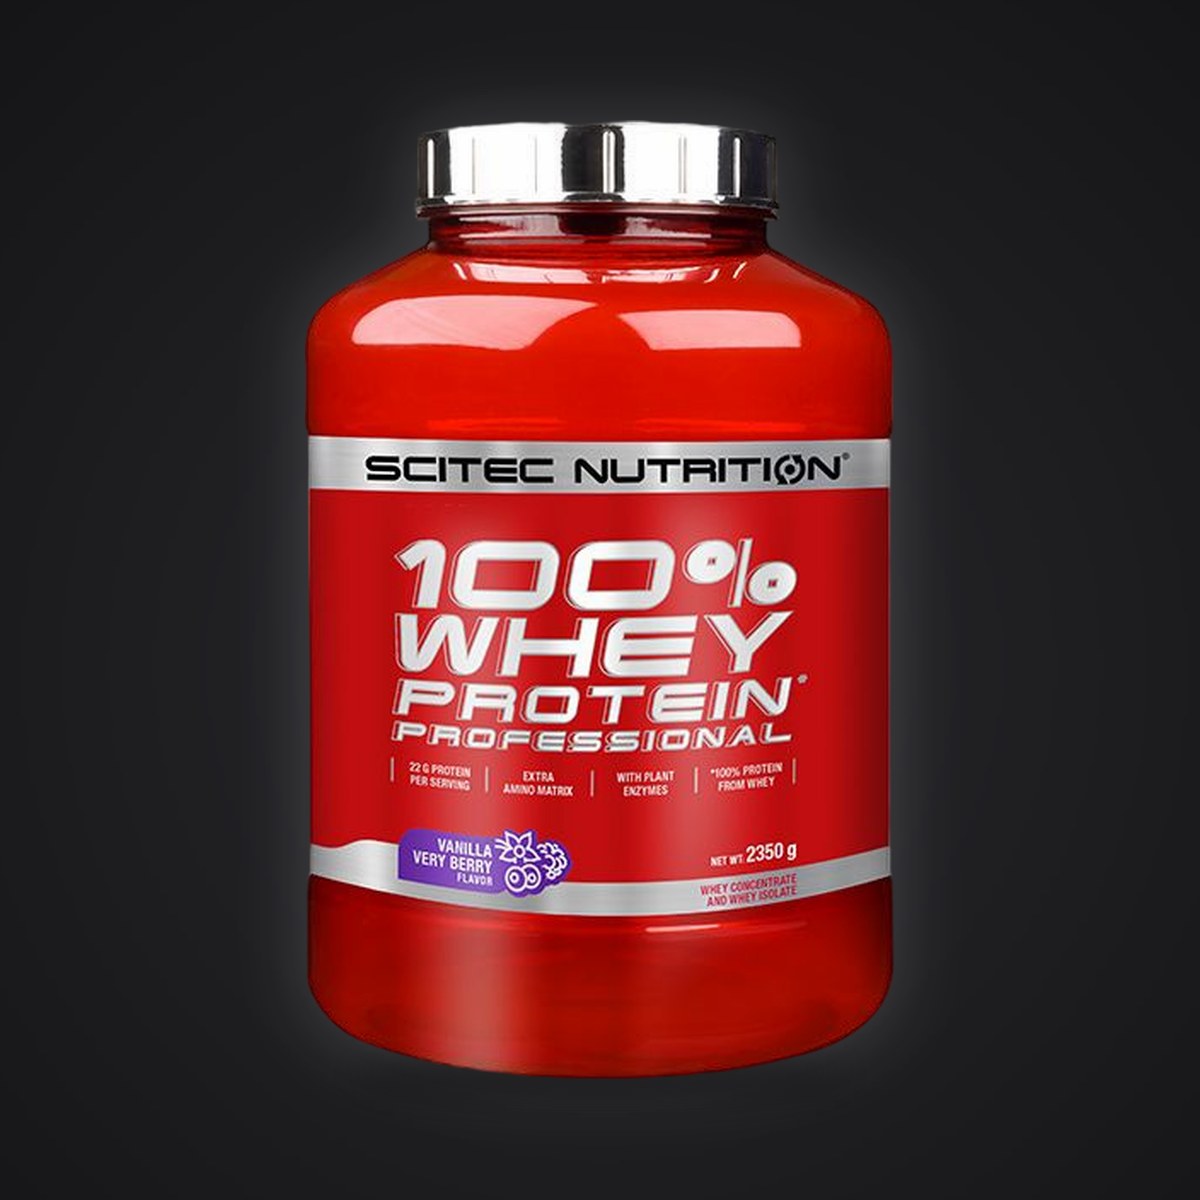 SCITEC NUTRITION®
100%
WHEY
PROTEIN*
PROFESSIONAL
22 G PROTEIN
PER SERVING
EXTRA
AMINO MATRIX
WITH PLANT
ENZYMES
*100% PROTEIN
FROM WHEY
VANILLA
VERY BERRY
FLAVOR
NET WT. 2350 g
WHEY CONCENTRATE
AND WHEY ISOLATE